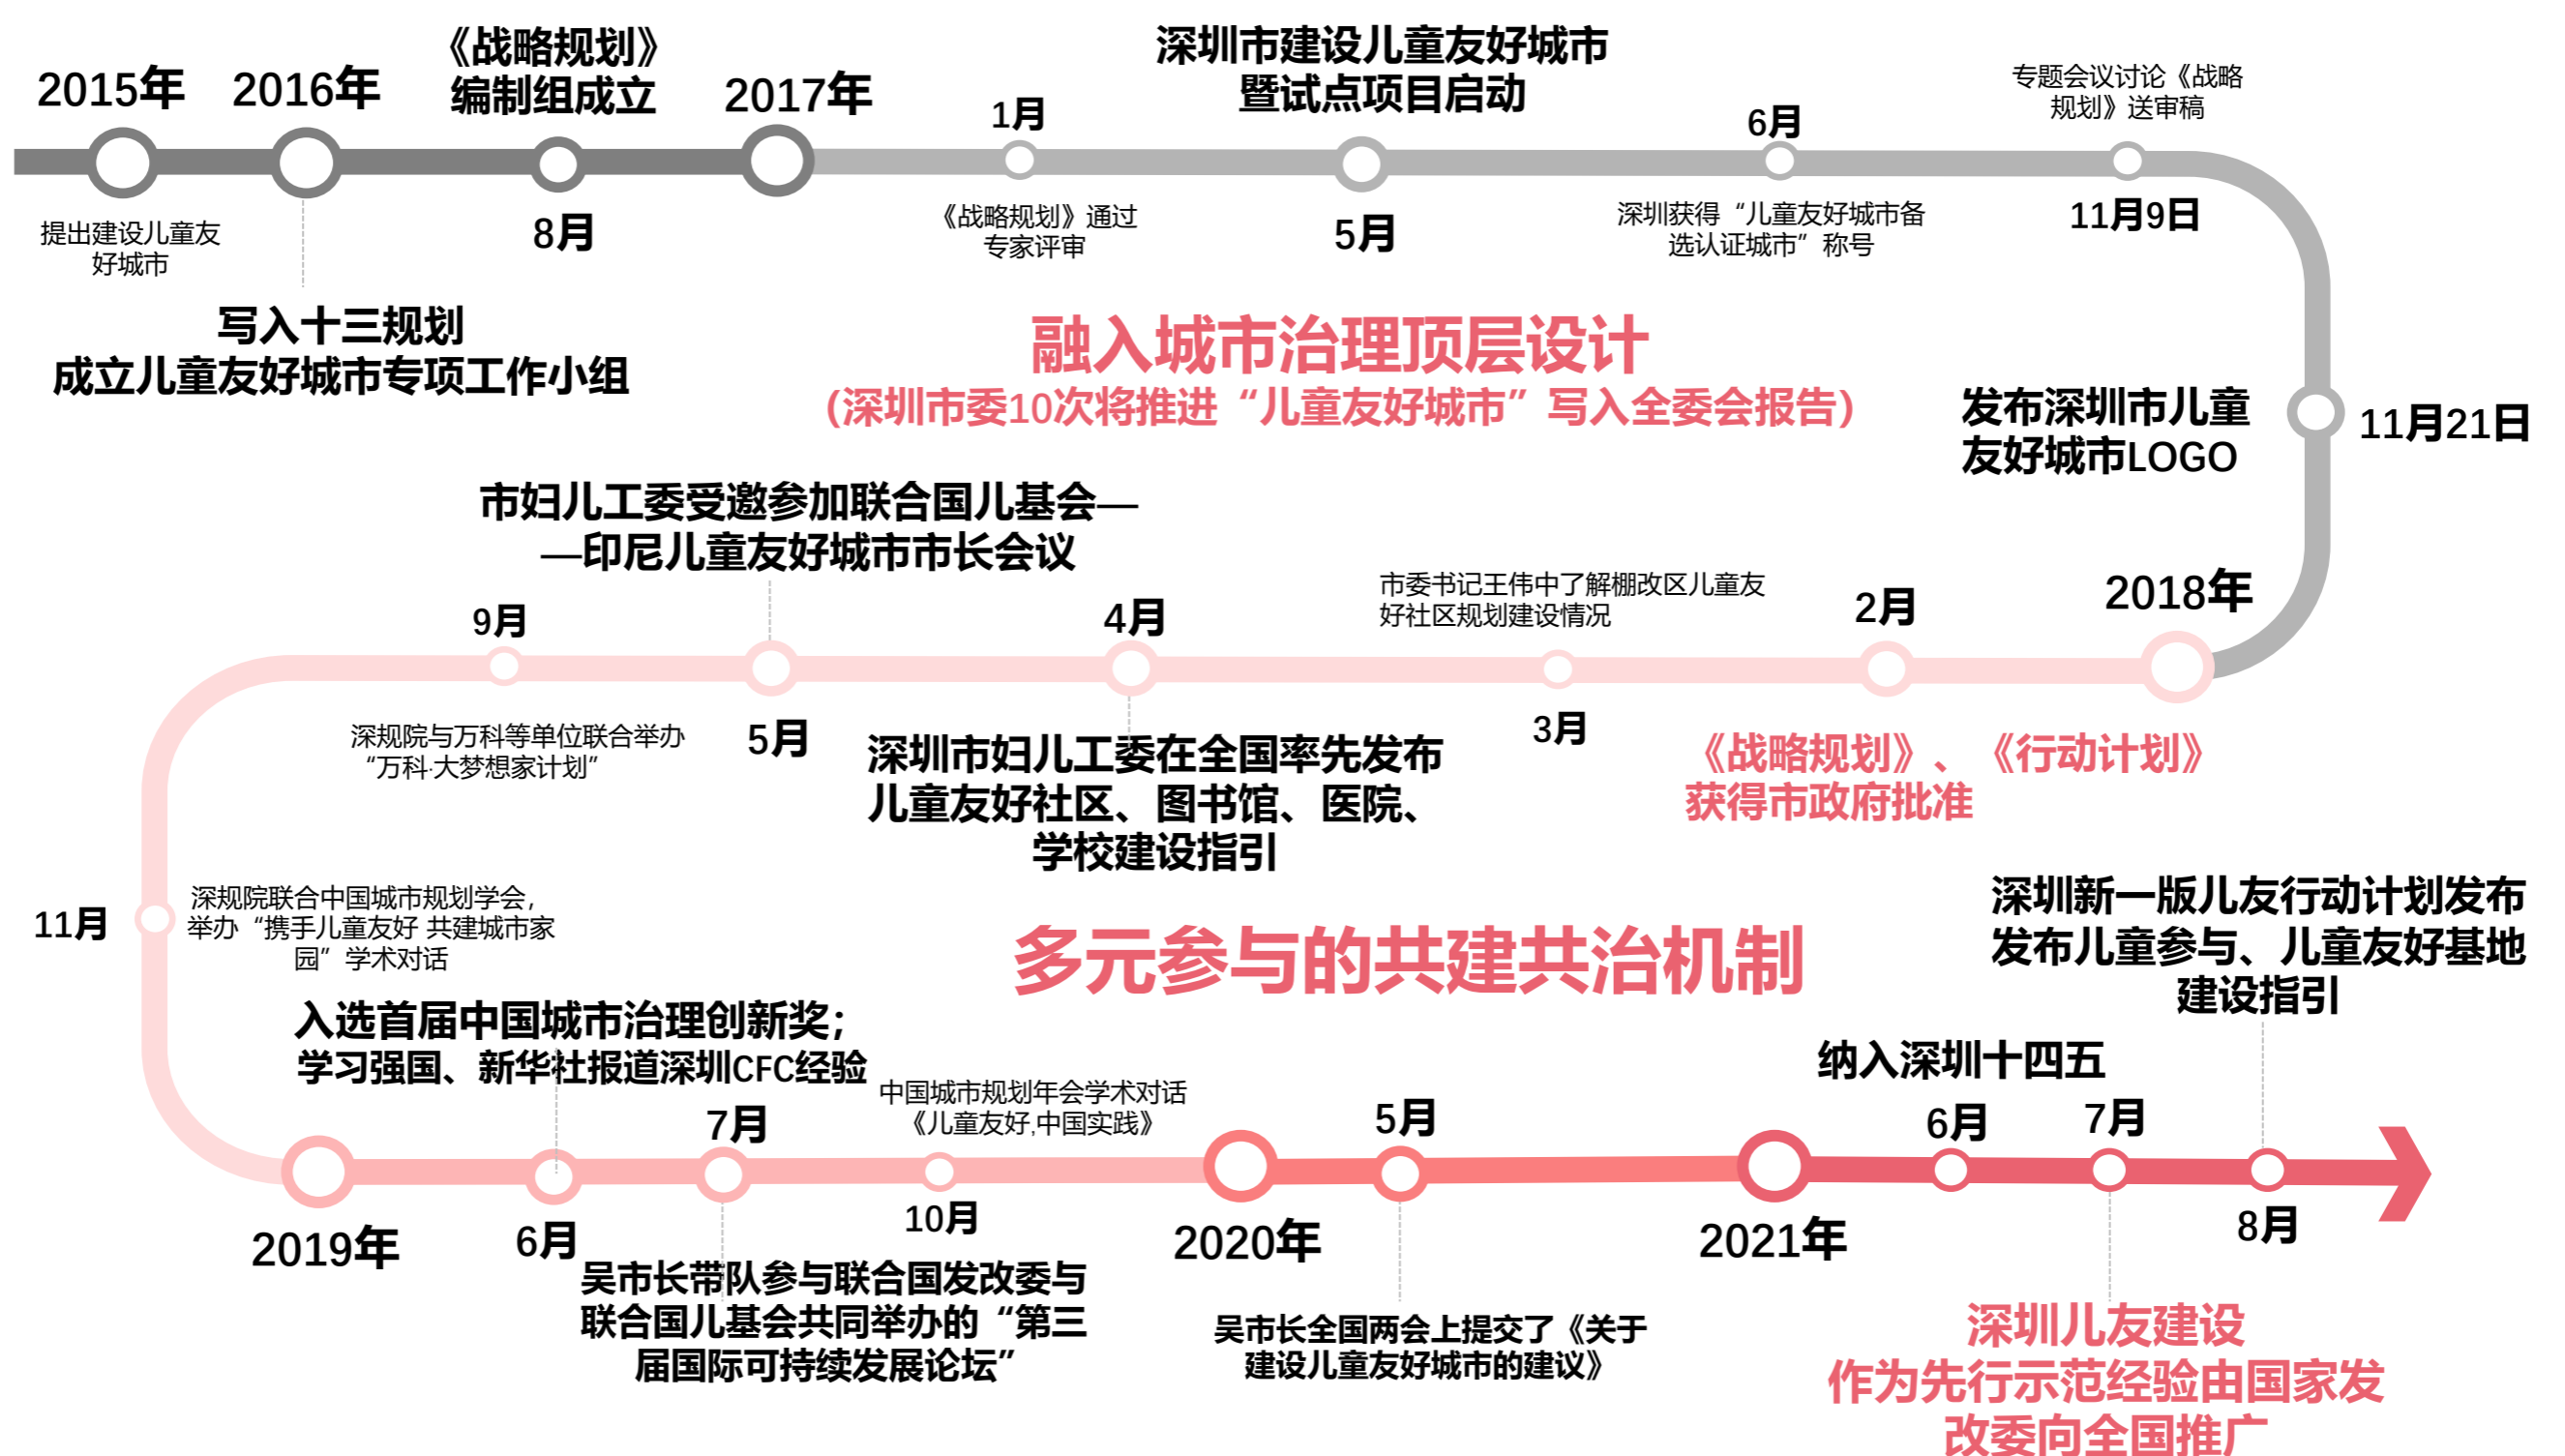 2015年
提出建设儿童友
好城市
2016年
写入十三规划
成立儿童友好城市专项工作小组
《战略规划》
编制组成立
8月
2017年
1月
《战略规划》通过
专家评审
深圳市建设儿童友好城市
暨试点项目启动
5月
6月
深圳获得“儿童友好城市备
选认证城市”称号
专题会议讨论《战略
规划》送审稿
11月9日
融入城市治理顶层设计
(深圳市委10次将推进“儿童友好城市”写入全委会报告)
发布深圳市儿童
友好城市LOGO
11月21日
2018年
2月
《战略规划》、《行动计划》
获得市政府批准
市委书记王伟中了解棚改区儿童友
好社区规划建设情况
3月
4月
深圳市妇儿工委在全国率先发布
儿童友好社区、图书馆、医院、
学校建设指引
市妇儿工委受邀参加联合国儿基会—
—印尼儿童友好城市市长会议
5月
9月
深规院与万科等单位联合举办
“万科·大梦想家计划”
11月
深规院联合中国城市规划学会，
举办“携手儿童友好 共建城市家
园”学术对话
多元参与的共建共治机制
2019年
入选首届中国城市治理创新奖；
学习强国、新华社报道深圳CFC经验
6月
7月
吴市长带队参与联合国发改委与
联合国儿基会共同举办的“第三
届国际可持续发展论坛”
中国城市规划年会学术对话
《儿童友好,中国实践》
10月
2020年
5月
吴市长全国两会上提交了《关于
建设儿童友好城市的建议》
2021年
纳入深圳十四五
6月
7月
深圳儿友建设
作为先行示范经验由国家发
改委向全国推广
深圳新一版儿友行动计划发布
发布儿童参与、儿童友好基地
建设指引
8月